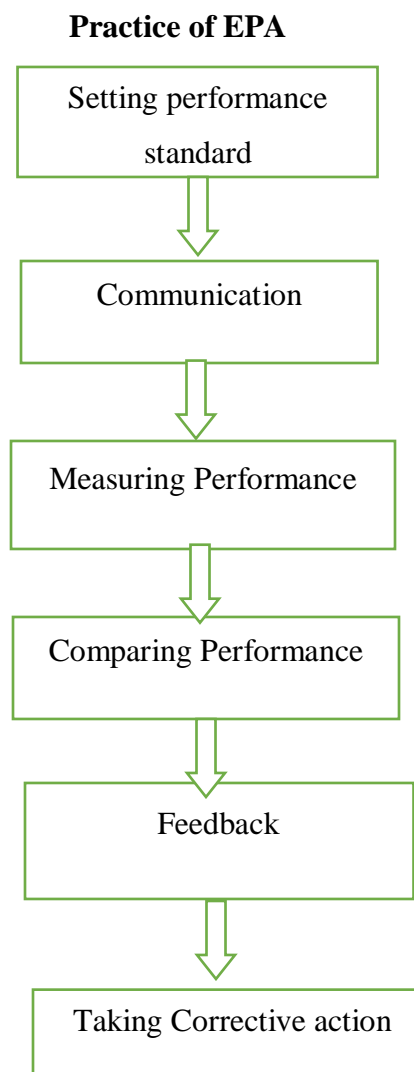 Practice of EPA
Setting performance
standard
Communication
Measuring Performance
Comparing Performance
Feedback
Taking Corrective action